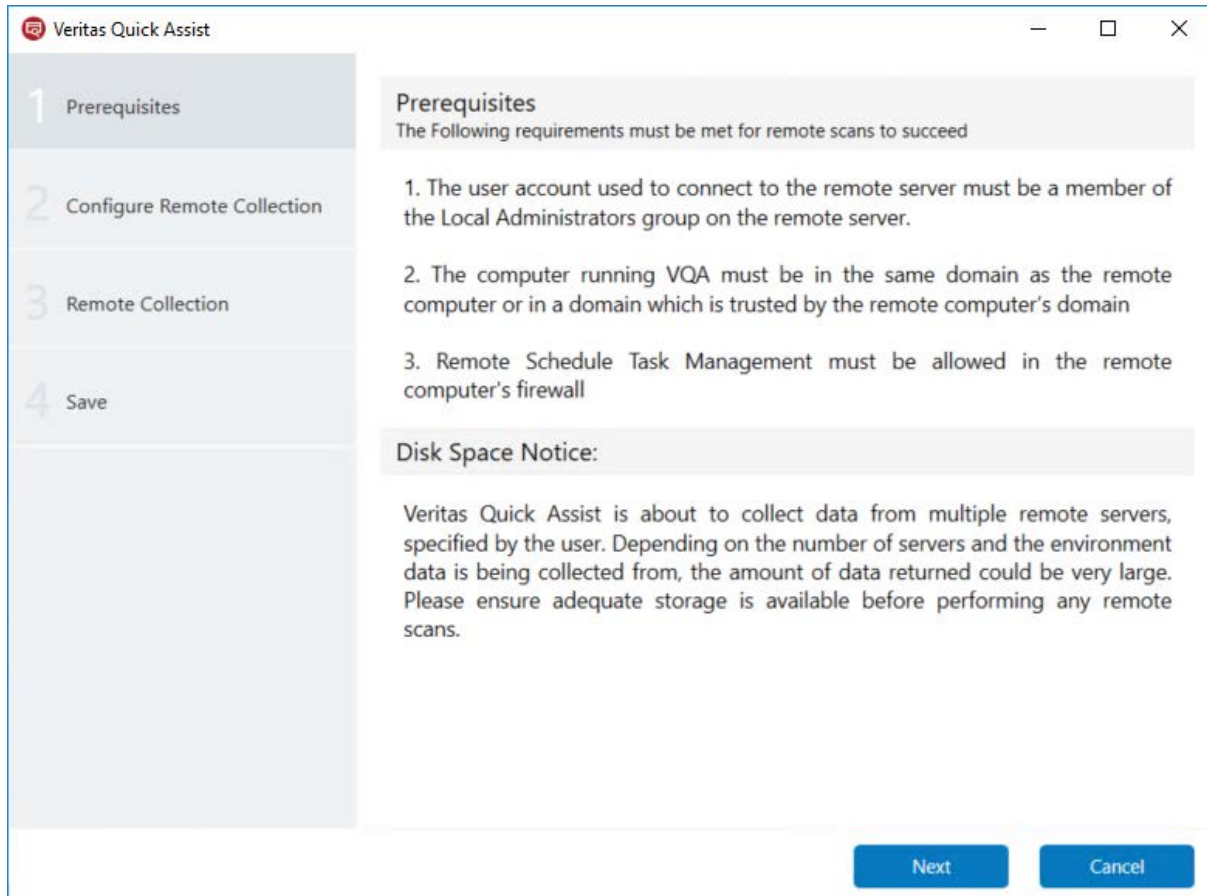 Veritas Quick Assist
1 Prerequisites
2 Configure Remote Collection
3 Remote Collection
4 Save
Prerequisites
The Following requirements must be met for remote scans to succeed
1. The user account used to connect to the remote server must be a member of
the Local Administrators group on the remote server.
2. The computer running VQA must be in the same domain as the remote
computer or in a domain which is trusted by the remote computer's domain
3. Remote Schedule Task Management must be allowed in the remote
computer's firewall
Disk Space Notice:
Veritas Quick Assist is about to collect data from multiple remote servers,
specified by the user. Depending on the number of servers and the environment
data is being collected from, the amount of data returned could be very large.
Please ensure adequate storage is available before performing any remote
scans.
Next
Cancel